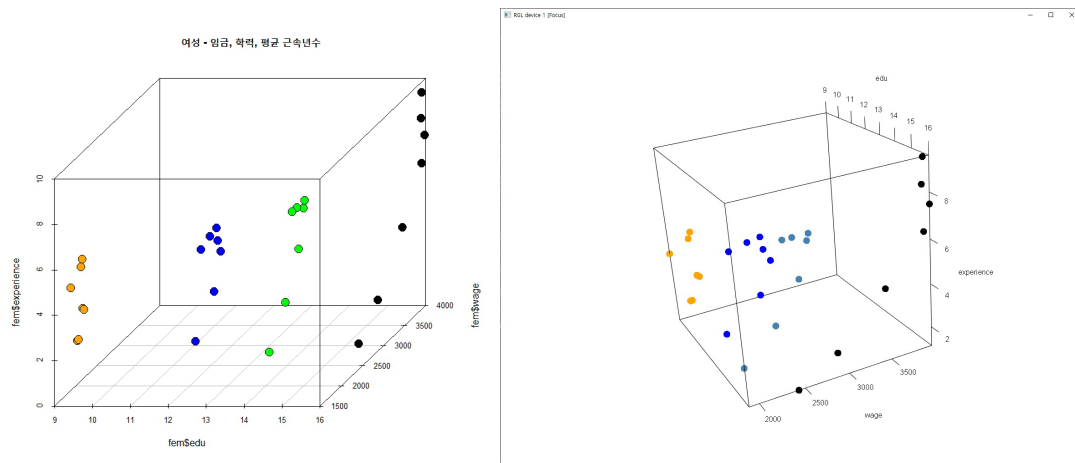 여성 - 임금, 학력, 평균 근속년수
fem$experience
10
8
6
4
2
0
9 10 11 12 13 14 15 16
fem$edu
4000
3500
3000
2500
2000
1500
fem$wage
RGL device 1 [Focus]
edu
9 10 11 12 13 14 15 16
8
6
experience
4
2
3500
3000
2500
2000
wage